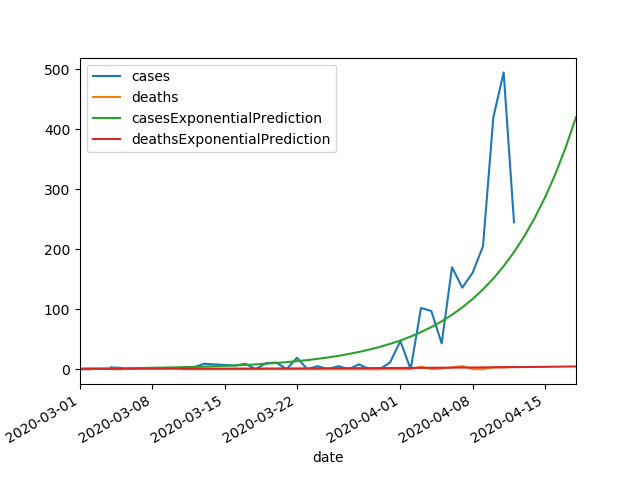 500
400
300
200
100
0
cases
deaths
casesExponentialPrediction
deathsExponentialPrediction
2020-03-01
2020-03-08
2020-03-15
2020-03-22
2020-04-01
2020-04-08
2020-04-15
date